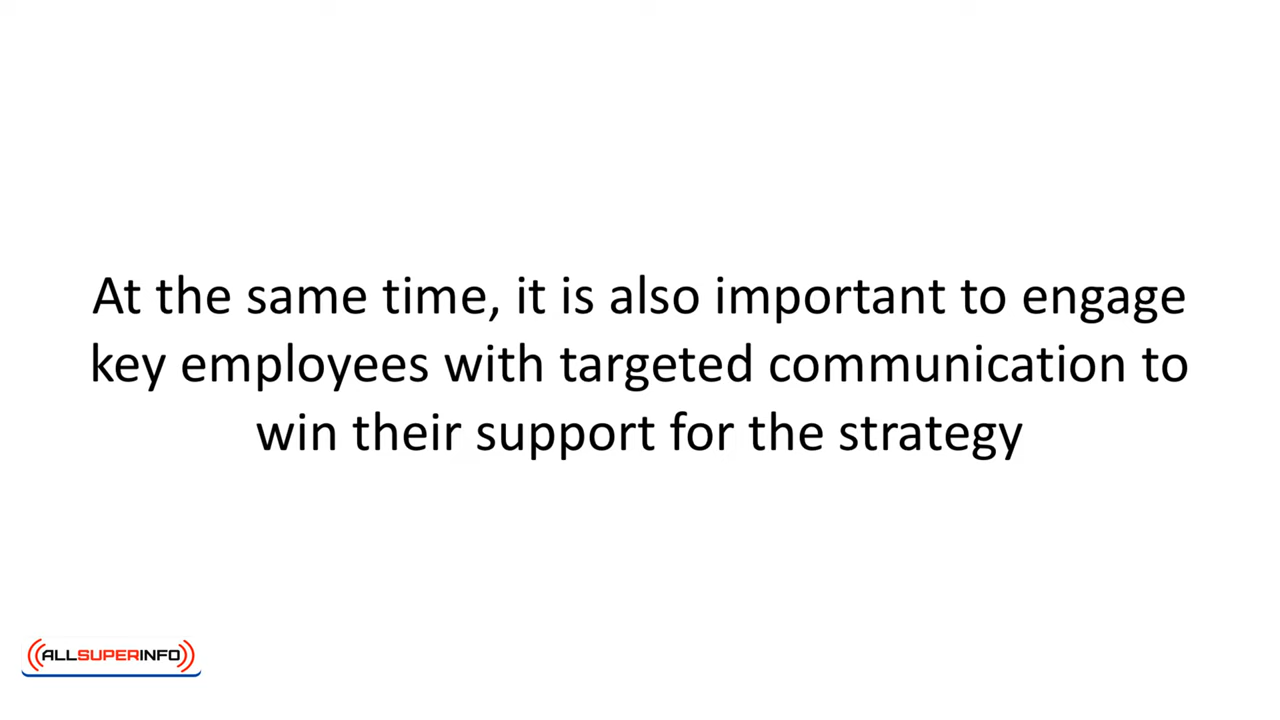 At the same time, it is also important to engage
key employees with targeted communication to
win their support for the strategy
ALLSUPERINFO